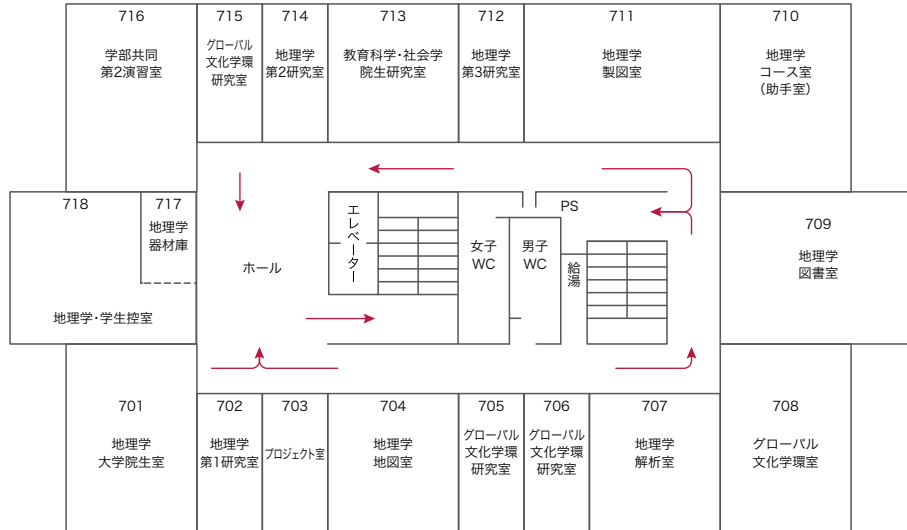 716
学部共同
第2演習室
715
グローバル
文化学環
研究室
714
地理学
第2研究室
713
教育科学・社会学
院生研究室
712
地理学
第3研究室
711
地理学
製図室
710
地理学
コース室
(助手室)
718
地理学・学生控室
717
地理学
器材庫
ホール
エレベーター
女子
WC
男子
WC
PS
給湯
709
地理学
図書室
701
地理学
大学院生室
702
地理学
第1研究室
703
プロジェクト室
704
地理学
地図室
705
グローバル
文化学環
研究室
706
グローバル
文化学環
研究室
707
地理学
解析室
708
グローバル
文化学環室